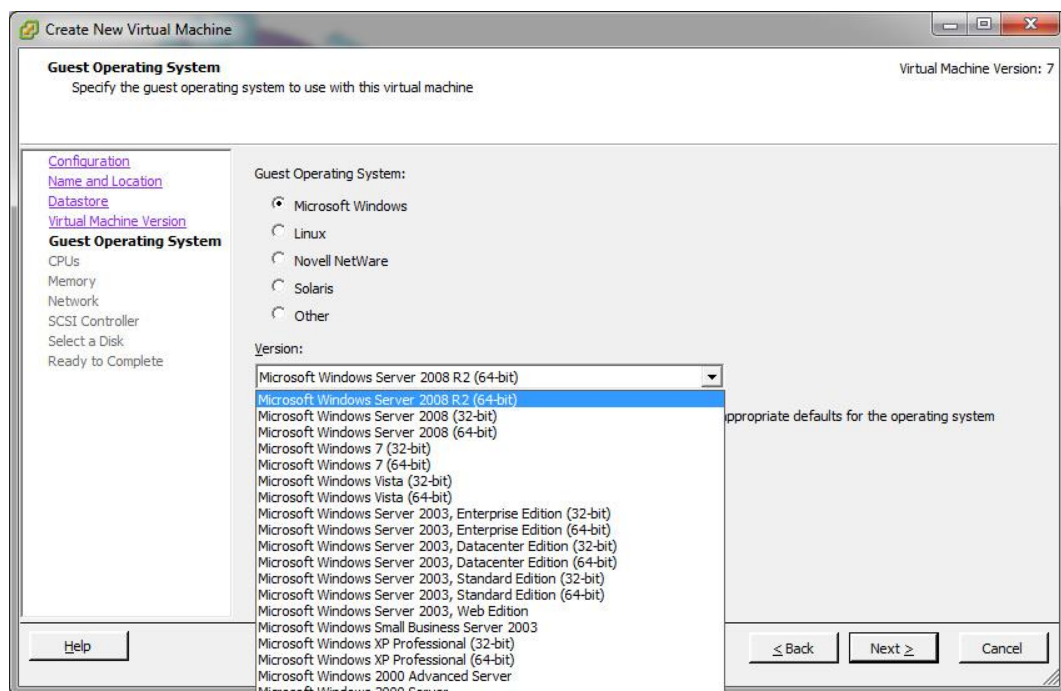 Create New Virtual Machine
Guest Operating System
Specify the guest operating system to use with this virtual machine
Virtual Machine Version: 7
Configuration
Name and Location
Datastore
Virtual Machine Version
Guest Operating System
CPUs
Memory
Network
SCSI Controller
Select a Disk
Ready to Complete
Guest Operating System:
Microsoft Windows
Linux
Novell NetWare
Solaris
Other
Version:
Microsoft Windows Server 2008 R2 (64-bit)
Microsoft Windows Server 2008 R2 (64-bit)
Microsoft Windows Server 2008 (32-bit)
Microsoft Windows Server 2008 (64-bit)
Microsoft Windows 7 (32-bit)
Microsoft Windows 7 (64-bit)
Microsoft Windows Vista (32-bit)
Microsoft Windows Vista (64-bit)
Microsoft Windows Server 2003, Enterprise Edition (32-bit)
Microsoft Windows Server 2003, Enterprise Edition (64-bit)
Microsoft Windows Server 2003, Datacenter Edition (32-bit)
Microsoft Windows Server 2003, Datacenter Edition (64-bit)
Microsoft Windows Server 2003, Standard Edition (32-bit)
Microsoft Windows Server 2003, Standard Edition (64-bit)
Microsoft Windows Server 2003, Web Edition
Microsoft Windows Small Business Server 2003
Microsoft Windows XP Professional (32-bit)
Microsoft Windows XP Professional (64-bit)
Microsoft Windows 2000 Advanced Server
Microsoft Windows 2000 Server
appropriate defaults for the operating system
Help
< Back
Next >
Cancel